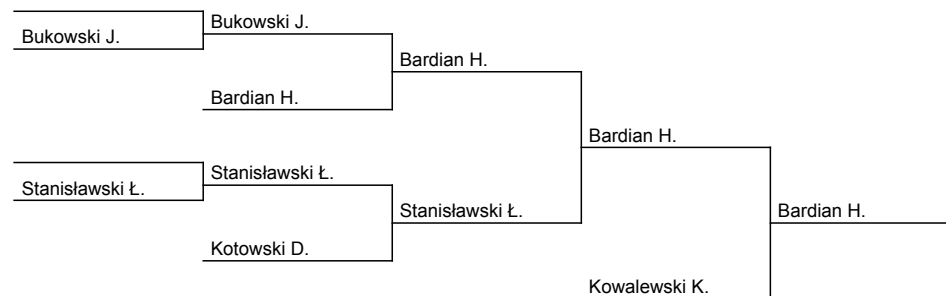 Bukowski J.
Bukowski J.
Bardian H.
Bardian H.
Bardian H.
Stanisławski Ł.
Stanisławski Ł.
Stanisławski Ł.
Bardian H.
Kotowski D.
Kowalewski K.